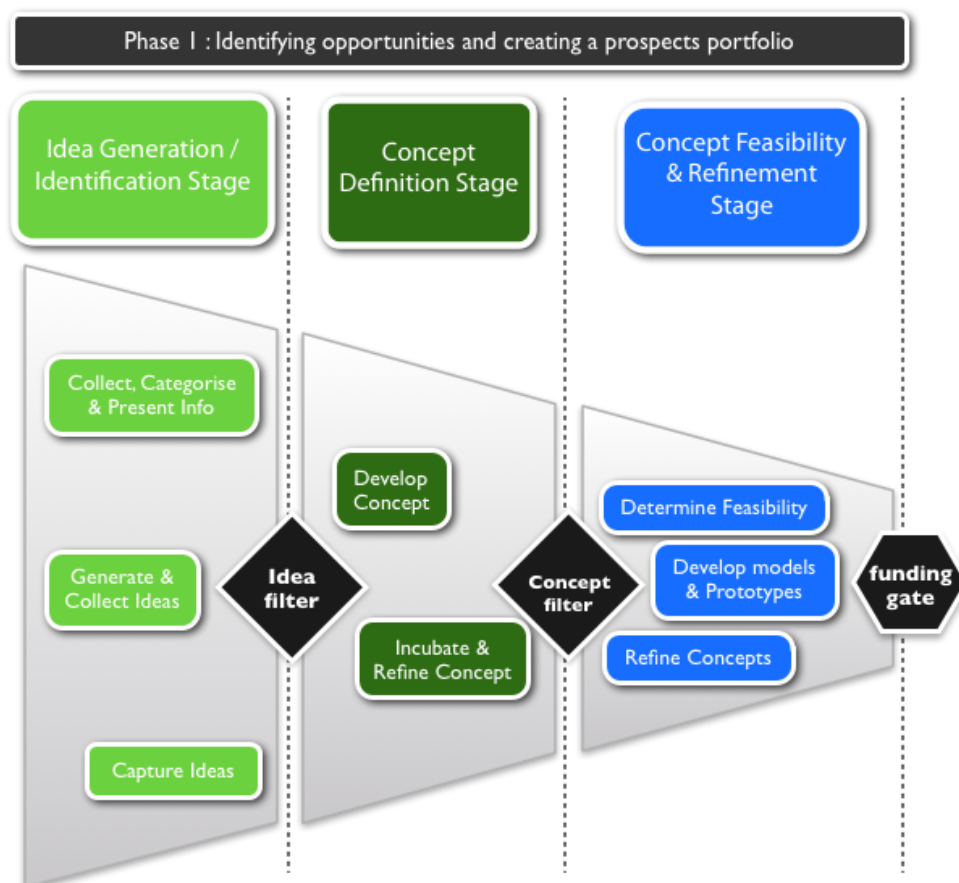 Phase 1 : Identifying opportunities and creating a prospects portfolio
Idea Generation /
Identification Stage
Concept
Definition Stage
Concept Feasibility
& Refinement
Stage
Collect, Categorise
& Present Info
Generate &
Collect Ideas
Capture Ideas
Idea
filter
Develop
Concept
Incubate &
Refine Concept
Concept
filter
Determine Feasibility
Develop models
& Prototypes
Refine Concepts
funding
gate